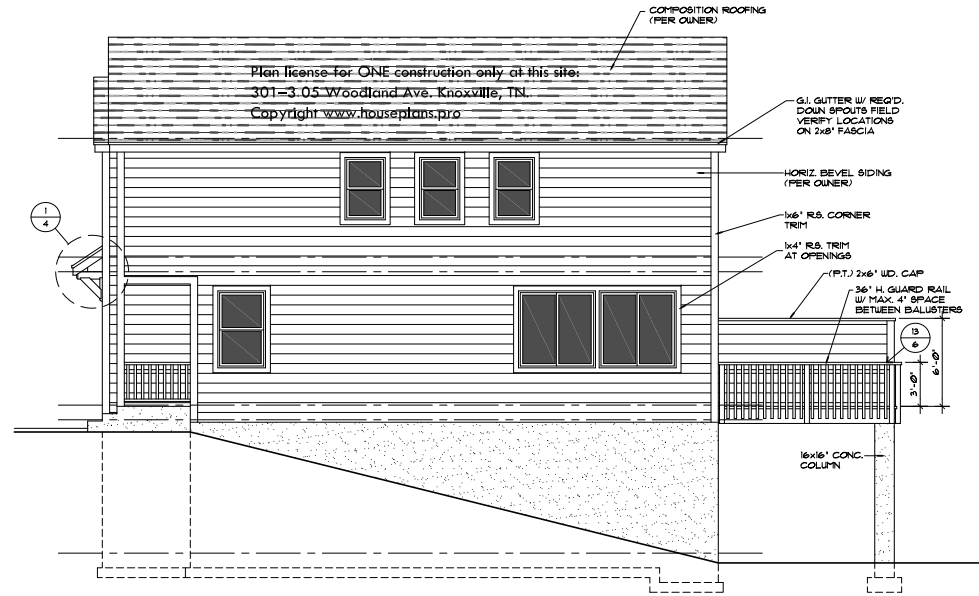 COMPOSITION ROOFING
(PER OWNER)
Plan license for ONE construction only at this site:
301-3 05 Woodland Ave. Knoxville, TN.
Copyright www.houseplans.pro
G.I. GUTTER W/ REQ'D.
DOWN SPOUTS FIELD
VERIFY LOCATIONS
ON 2x8" FASCIA
HORIZ. BEVEL SIDING
(PER OWNER)
1
4
1x6" R.S. CORNER
TRIM
1x4" R.S. TRIM
AT OPENINGS
(P.T.) 2x6" WD. CAP
36" H. GUARD RAIL
W/ MAX. 4" SPACE
BETWEEN BALUSTERS
13
6
3'-0"
6'-0"
16x16" CONC.
COLUMN